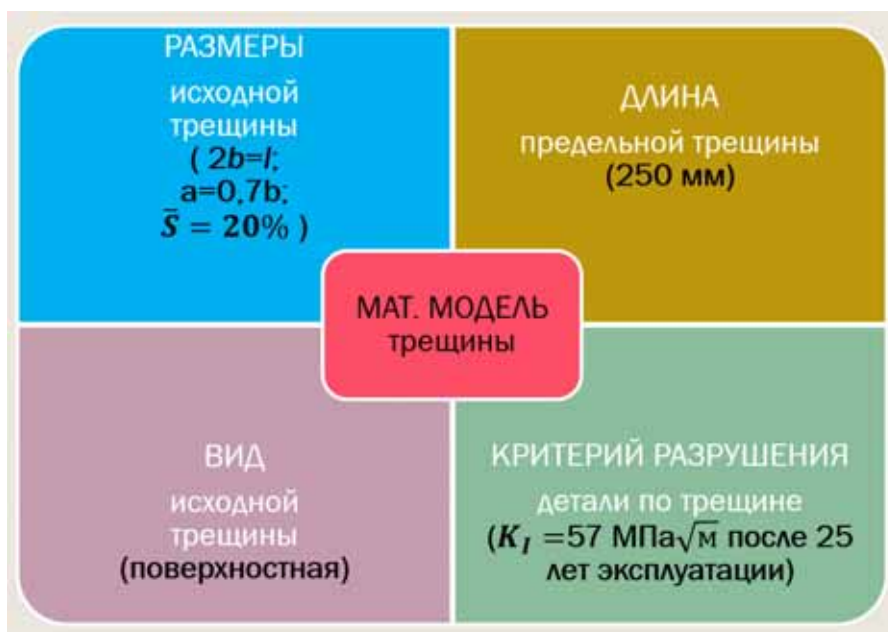 РАЗМЕРЫ
исходной
трещины
( 2b=l;
a=0,7b;
S̄ = 20% )
ДЛИНА
предельной трещины
(250 мм)
МАТ. МОДЕЛЬ
трещины
ВИД
исходной
трещины
(поверхностная)
КРИТЕРИЙ РАЗРУШЕНИЯ
детали по трещине
(K_I =57 МПа√м после 25
лет эксплуатации)